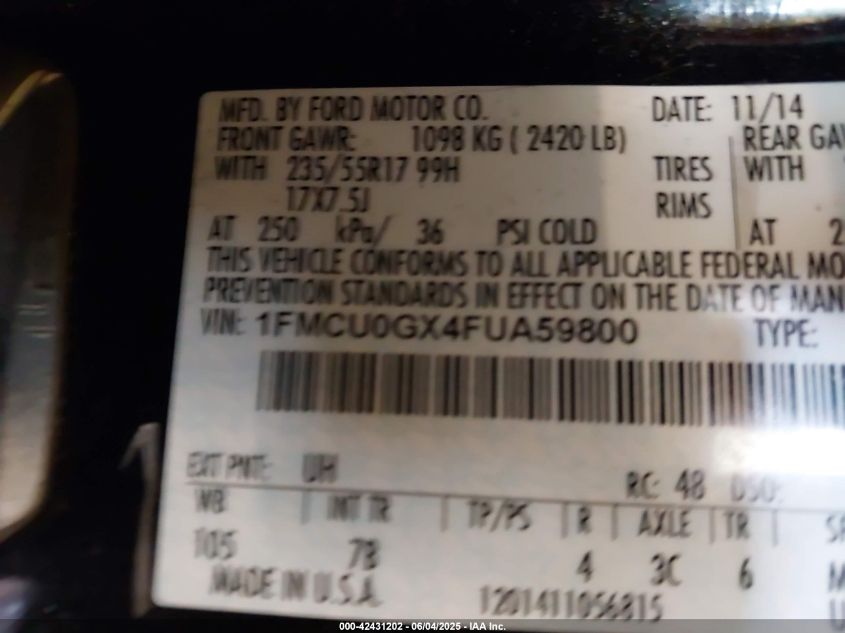 MFD. BY FORD MOTOR CO. DATE: 11/14
FRONT GAWR: 1098 KG ( 2420 LB) REAR GA
WITH 235/55R17 99H TIRES WITH
17X7.5J RIMS
AT 250 kPa/ 36 PSI COLD AT 2
THIS VEHICLE CONFORMS TO ALL APPLICABLE FEDERAL MO
PREVENTION STANDARDS IN EFFECT ON THE DATE OF MAN
VIN: 1FMCU0GX4FUA59800 TYPE:
EXT PNT: UH RC: 48 DSO:
WB | INT TR | TP/PS | R | AXLE | TR |
105 7B 4 3C 6
MADE IN U.S.A. 1201411056815
000-42431202 - 06/04/2025 - IAA Inc.